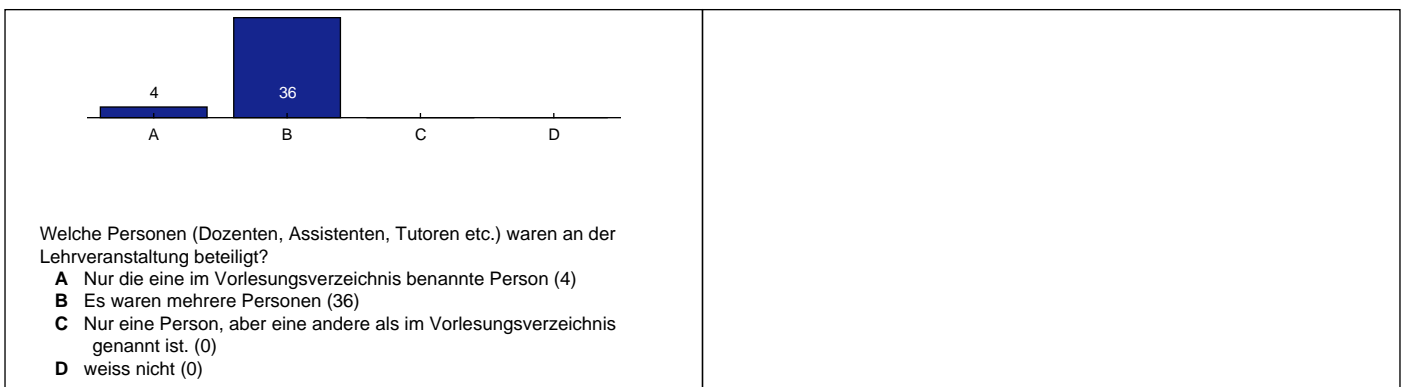 4
36
A B C D
Welche Personen (Dozenten, Assistenten, Tutoren etc.) waren an der
Lehrveranstaltung beteiligt?
A Nur die eine im Vorlesungsverzeichnis benannte Person (4)
B Es waren mehrere Personen (36)
C Nur eine Person, aber eine andere als im Vorlesungsverzeichnis
genannt ist. (0)
D weiss nicht (0)